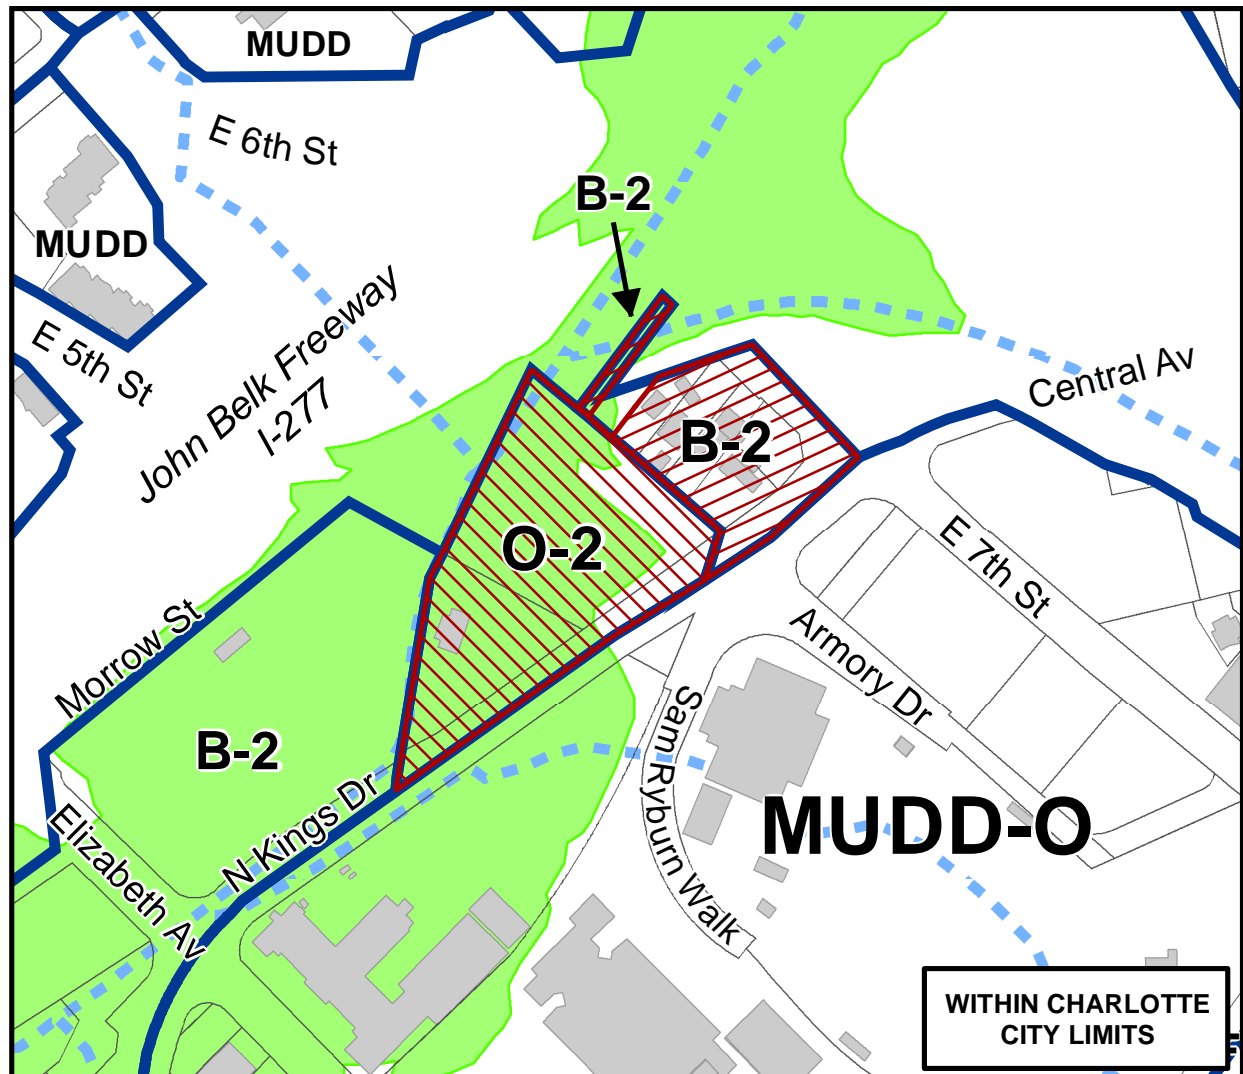 MUDD
E 6th St
B-2
MUDD
John Belk Freeway
I-277
E 5th St
Central Av
B-2
O-2
E 7th St
Morrow St
Armory Dr
B-2
Sam Ryburn Walk
N Kings Dr
MUDD-O
Elizabeth Av
WITHIN CHARLOTTE
CITY LIMITS